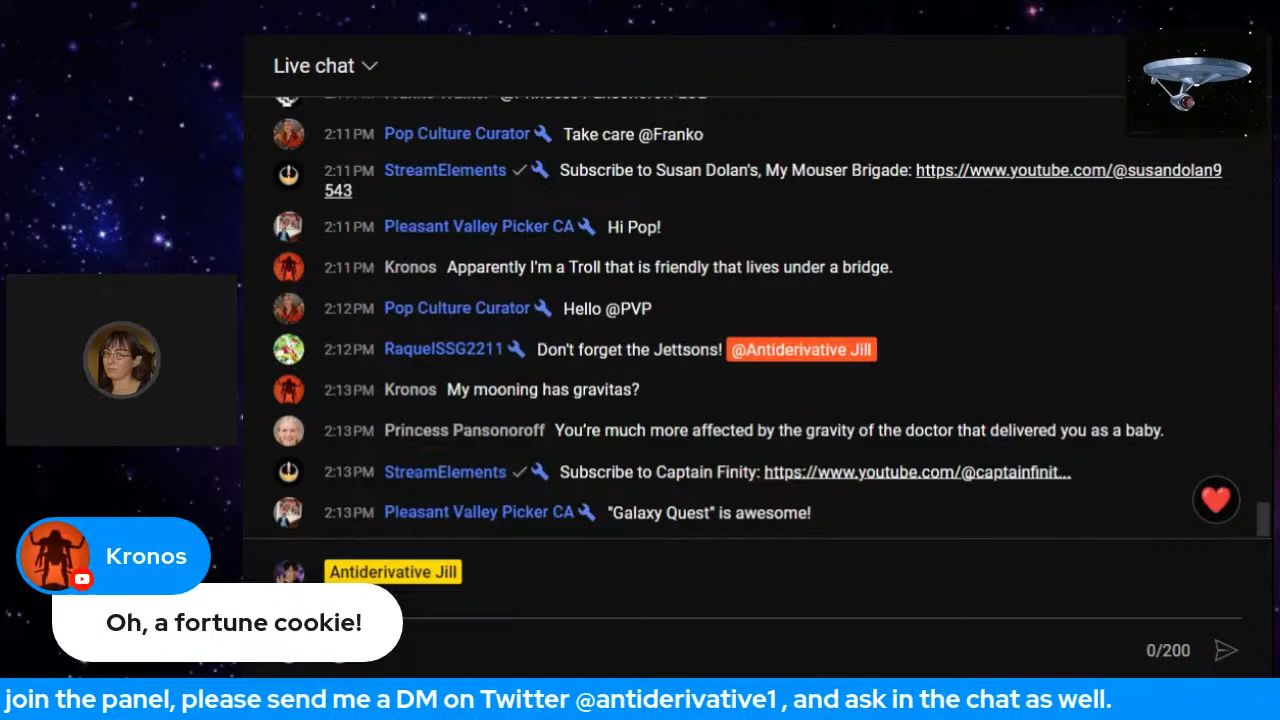 Live chat
2:11 PM Pop Culture Curator Take care @Franko
2:11 PM StreamElements Subscribe to Susan Dolan's, My Mouser Brigade: https://www.youtube.com/@susandolan9
543
2:11 PM Pleasant Valley Picker CA Hi Pop!
2:11 PM Kronos Apparently I'm a Troll that is friendly that lives under a bridge.
2:12 PM Pop Culture Curator Hello @PVP
2:12 PM RaquelSSG2211 Don't forget the Jettsons! @Antiderivative Jill
2:13 PM Kronos My mooning has gravitas?
2:13 PM Princess Pansonoroff You're much more affected by the gravity of the doctor that delivered you as a baby.
2:13 PM StreamElements Subscribe to Captain Finity: https://www.youtube.com/@captainfinit...
2:13 PM Pleasant Valley Picker CA "Galaxy Quest" is awesome!
Kronos
Antiderivative Jill
Oh, a fortune cookie!
0/200
join the panel, please send me a DM on Twitter @antiderivative1 , and ask in the chat as well.